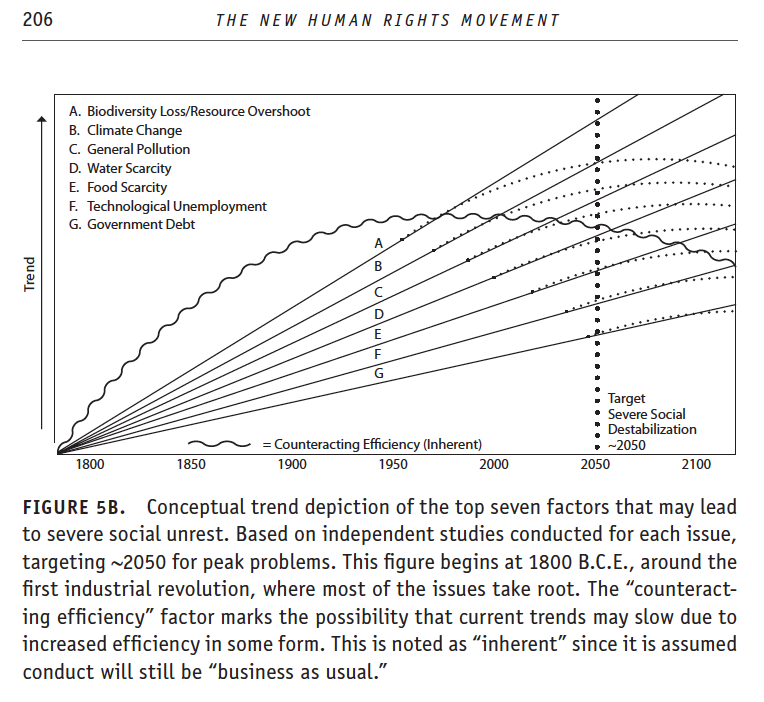 206
THE NEW HUMAN RIGHTS MOVEMENT
A. Biodiversity Loss/Resource Overshoot
B. Climate Change
C. General Pollution
D. Water Scarcity
E. Food Scarcity
F. Technological Unemployment
G. Government Debt
Trend
A
B
C
D
E
F
G
Target
Severe Social
Destabilization
~2050
= Counteracting Efficiency (Inherent)
1800 1850 1900 1950 2000 2050 2100
FIGURE 5B. Conceptual trend depiction of the top seven factors that may lead
to severe social unrest. Based on independent studies conducted for each issue,
targeting ~2050 for peak problems. This figure begins at 1800 B.C.E., around the
first industrial revolution, where most of the issues take root. The “counteract-
ing efficiency” factor marks the possibility that current trends may slow due to
increased efficiency in some form. This is noted as “inherent” since it is assumed
conduct will still be “business as usual.”